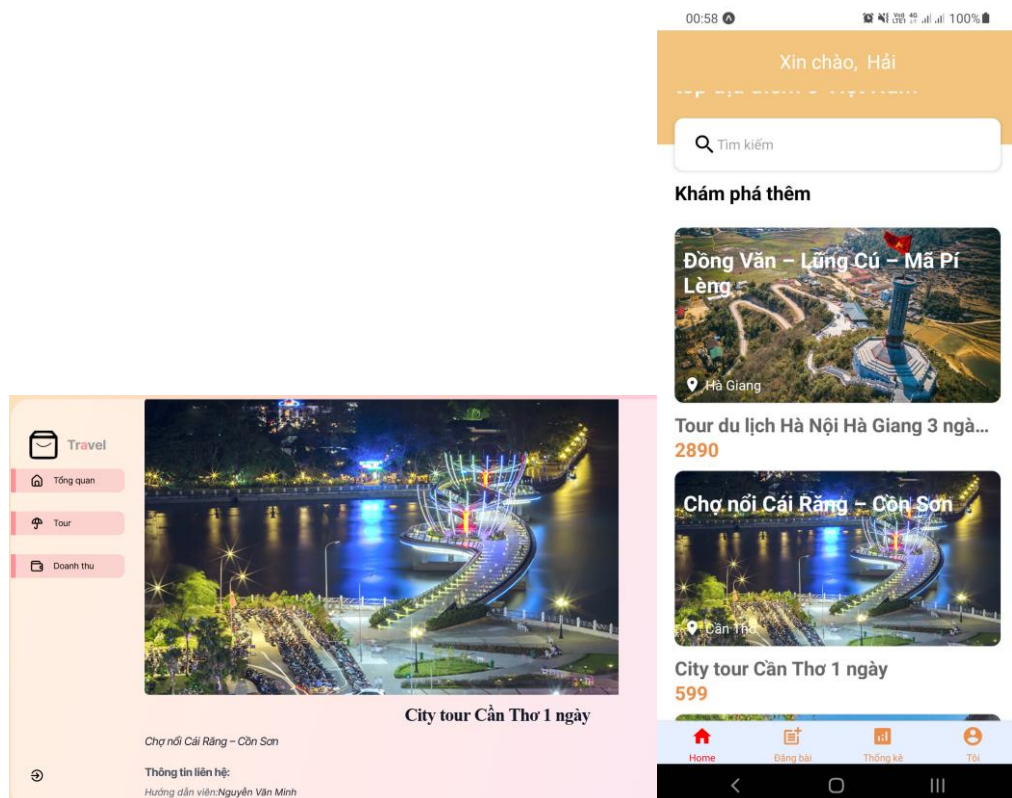 Travel
Tổng quan
Tour
Doanh thu
City tour Cần Thơ 1 ngày
Chợ nổi Cái Răng – Cồn Sơn
Thông tin liên hệ:
Hướng dẫn viên:Nguyễn Văn Minh
00:58
100%
Xin chào, Hải
Tìm kiếm
Khám phá thêm
Đồng Văn – Lũng Cú – Mã Pí
Lèng
Hà Giang
Tour du lịch Hà Nội Hà Giang 3 ngà...
2890
Chợ nổi Cái Răng – Cồn Sơn
Cần Thơ
City tour Cần Thơ 1 ngày
599
Home
Đăng bài
Thống kê
Tôi